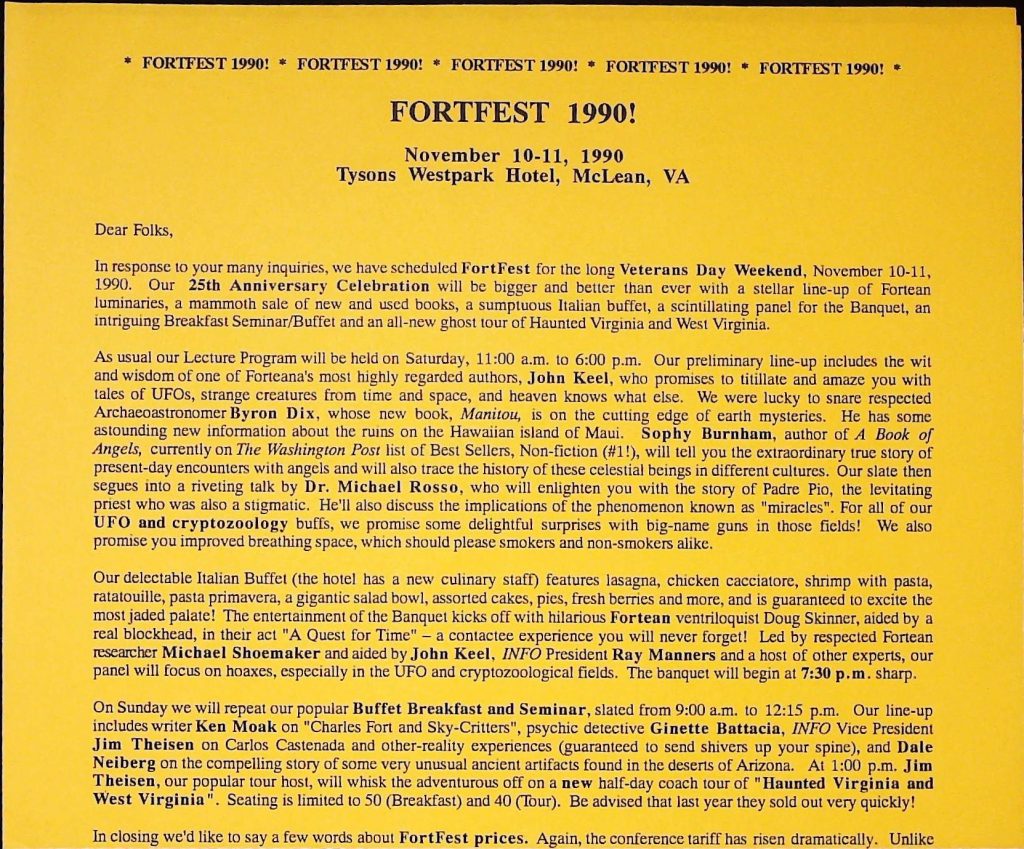 * FORTFEST 1990! * FORTFEST 1990! * FORTFEST 1990! * FORTFEST 1990! * FORTFEST 1990! *
FORTFEST 1990!
November 10-11, 1990
Tysons Westpark Hotel, McLean, VA
Dear Folks,
In response to your many inquiries, we have scheduled FortFest for the long Veterans Day Weekend, November 10-11,
1990. Our 25th Anniversary Celebration will be bigger and better than ever with a stellar line-up of Fortean
luminaries, a mammoth sale of new and used books, a sumptuous Italian buffet, a scintillating panel for the Banquet, an
intriguing Breakfast Seminar/Buffet and an all-new ghost tour of Haunted Virginia and West Virginia.
As usual our Lecture Program will be held on Saturday, 11:00 a.m. to 6:00 p.m. Our preliminary line-up includes the wit
and wisdom of one of Forteana's most highly regarded authors, John Keel, who promises to titillate and amaze you with
tales of UFOs, strange creatures from time and space, and heaven knows what else. We were lucky to snare respected
Archaeoastronomer Byron Dix, whose new book, Manitou, is on the cutting edge of earth mysteries. He has some
astounding new information about the ruins on the Hawaiian island of Maui. Sophy Burnham, author of A Book of
Angels, currently on The Washington Post list of Best Sellers, Non-fiction (#1!), will tell you the extraordinary true story of
present-day encounters with angels and will also trace the history of these celestial beings in different cultures. Our slate then
segues into a riveting talk by Dr. Michael Rosso, who will enlighten you with the story of Padre Pio, the levitating
priest who was also a stigmatic. He'll also discuss the implications of the phenomenon known as "miracles". For all of our
UFO and cryptozoology buffs, we promise some delightful surprises with big-name guns in those fields! We also
promise you improved breathing space, which should please smokers and non-smokers alike.
Our delectable Italian Buffet (the hotel has a new culinary staff) features lasagna, chicken cacciatore, shrimp with pasta,
ratatouille, pasta primavera, a gigantic salad bowl, assorted cakes, pies, fresh berries and more, and is guaranteed to excite the
most jaded palate! The entertainment of the Banquet kicks off with hilarious Fortean ventriloquist Doug Skinner, aided by a
real blockhead, in their act "A Quest for Time" – a contactee experience you will never forget! Led by respected Fortean
researcher Michael Shoemaker and aided by John Keel, INFO President Ray Manners and a host of other experts, our
panel will focus on hoaxes, especially in the UFO and cryptozoological fields. The banquet will begin at 7:30 p.m. sharp.
On Sunday we will repeat our popular Buffet Breakfast and Seminar, slated from 9:00 a.m. to 12:15 p.m. Our line-up
includes writer Ken Moak on "Charles Fort and Sky-Critters", psychic detective Ginette Battacia, INFO Vice President
Jim Theisen on Carlos Castenada and other-reality experiences (guaranteed to send shivers up your spine), and Dale
Neiberg on the compelling story of some very unusual ancient artifacts found in the deserts of Arizona. At 1:00 p.m. Jim
Theisen, our popular tour host, will whisk the adventurous off on a new half-day coach tour of "Haunted Virginia and
West Virginia". Seating is limited to 50 (Breakfast) and 40 (Tour). Be advised that last year they sold out very quickly!
In closing we'd like to say a few words about FortFest prices. Again, the conference tariff has risen dramatically. Unlike